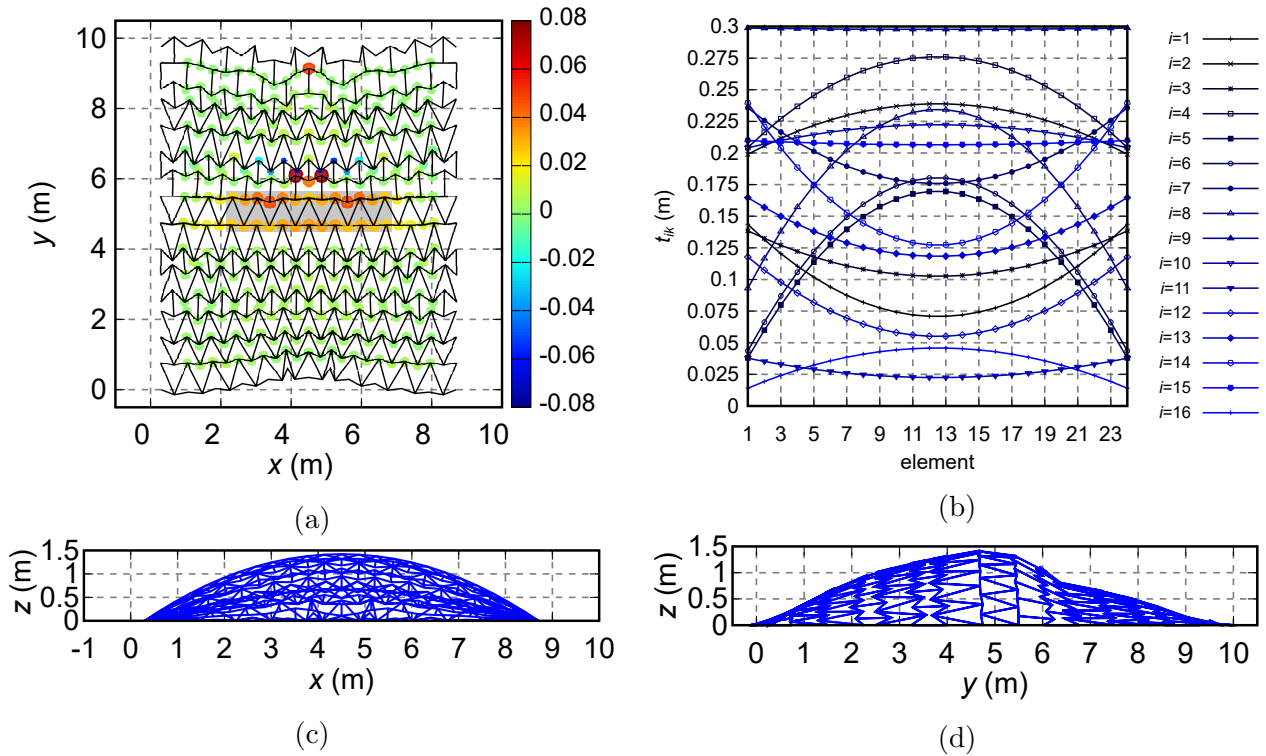 0.08
0.06
0.04
0.02
0
-0.02
-0.04
-0.06
-0.08
10
8
6
4
2
0
y (m)
0 2 4 6 8 10
x (m)
(a)
0.3
0.275
0.25
0.225
0.2
0.175
0.15
0.125
0.1
0.075
0.05
0.025
0
t_{ik} (m)
1 3 5 7 9 11 13 15 17 19 21 23
element
i=1
i=2
i=3
i=4
i=5
i=6
i=7
i=8
i=9
i=10
i=11
i=12
i=13
i=14
i=15
i=16
(b)
1.5
1
0.5
0
z (m)
-1 0 1 2 3 4 5 6 7 8 9 10
x (m)
(c)
1.5
1
0.5
0
z (m)
0 1 2 3 4 5 6 7 8 9 10
y (m)
(d)